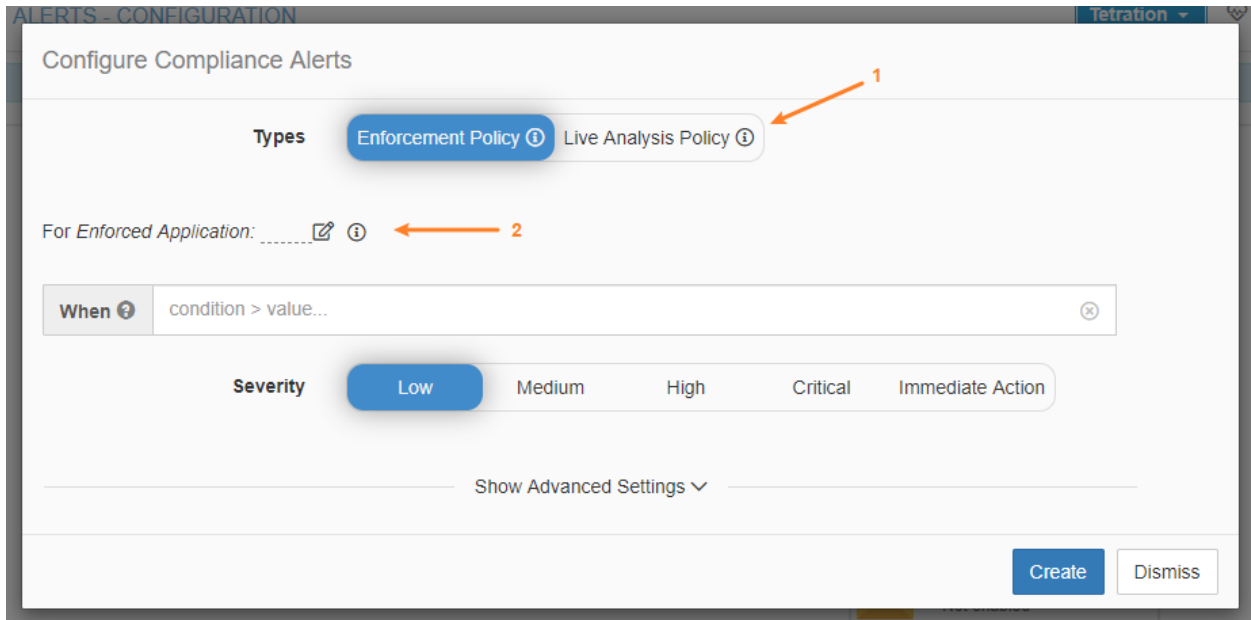 ALERTS - CONFIGURATION
Tetration
Configure Compliance Alerts
1
Types
Enforcement Policy
Live Analysis Policy
For Enforced Application:
2
When
condition > value...
Severity
Low
Medium
High
Critical
Immediate Action
Show Advanced Settings
Create
Dismiss